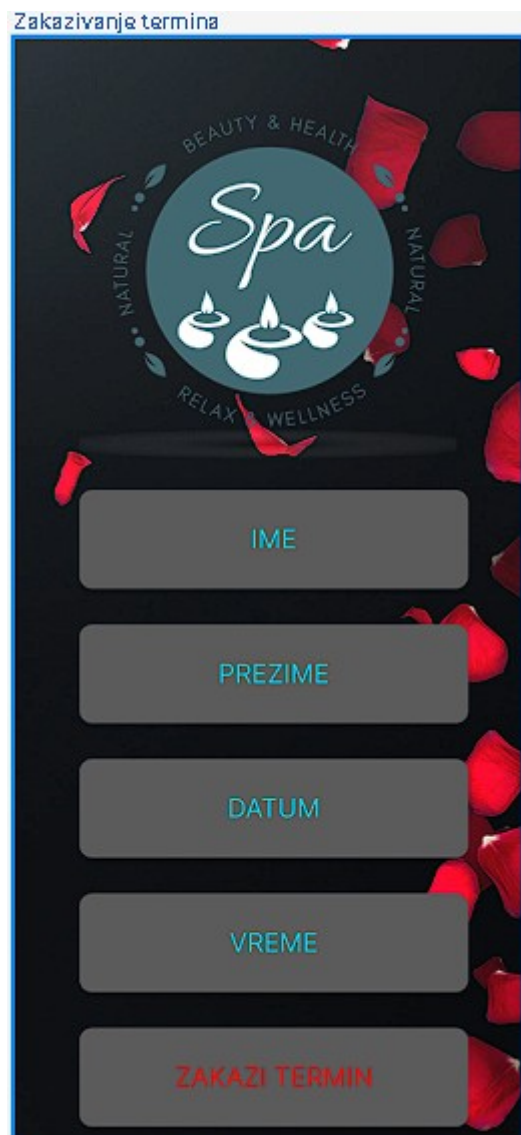 Zakazivanje termina
BEAUTY & HEALTH
NATURAL
Spa
NATURAL
RELAX & WELLNESS
IME
PREZIME
DATUM
VREME
ZAKAZI TERMIN